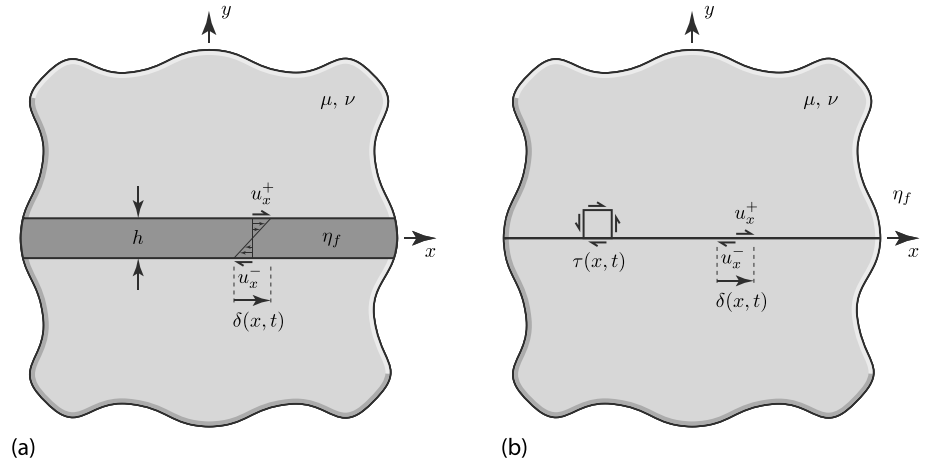 y
μ, ν
u_x^+
h
η_f
x
u_x^-
δ(x, t)
(a)
y
μ, ν
η_f
u_x^+
x
τ(x, t)
u_x^-
δ(x, t)
(b)